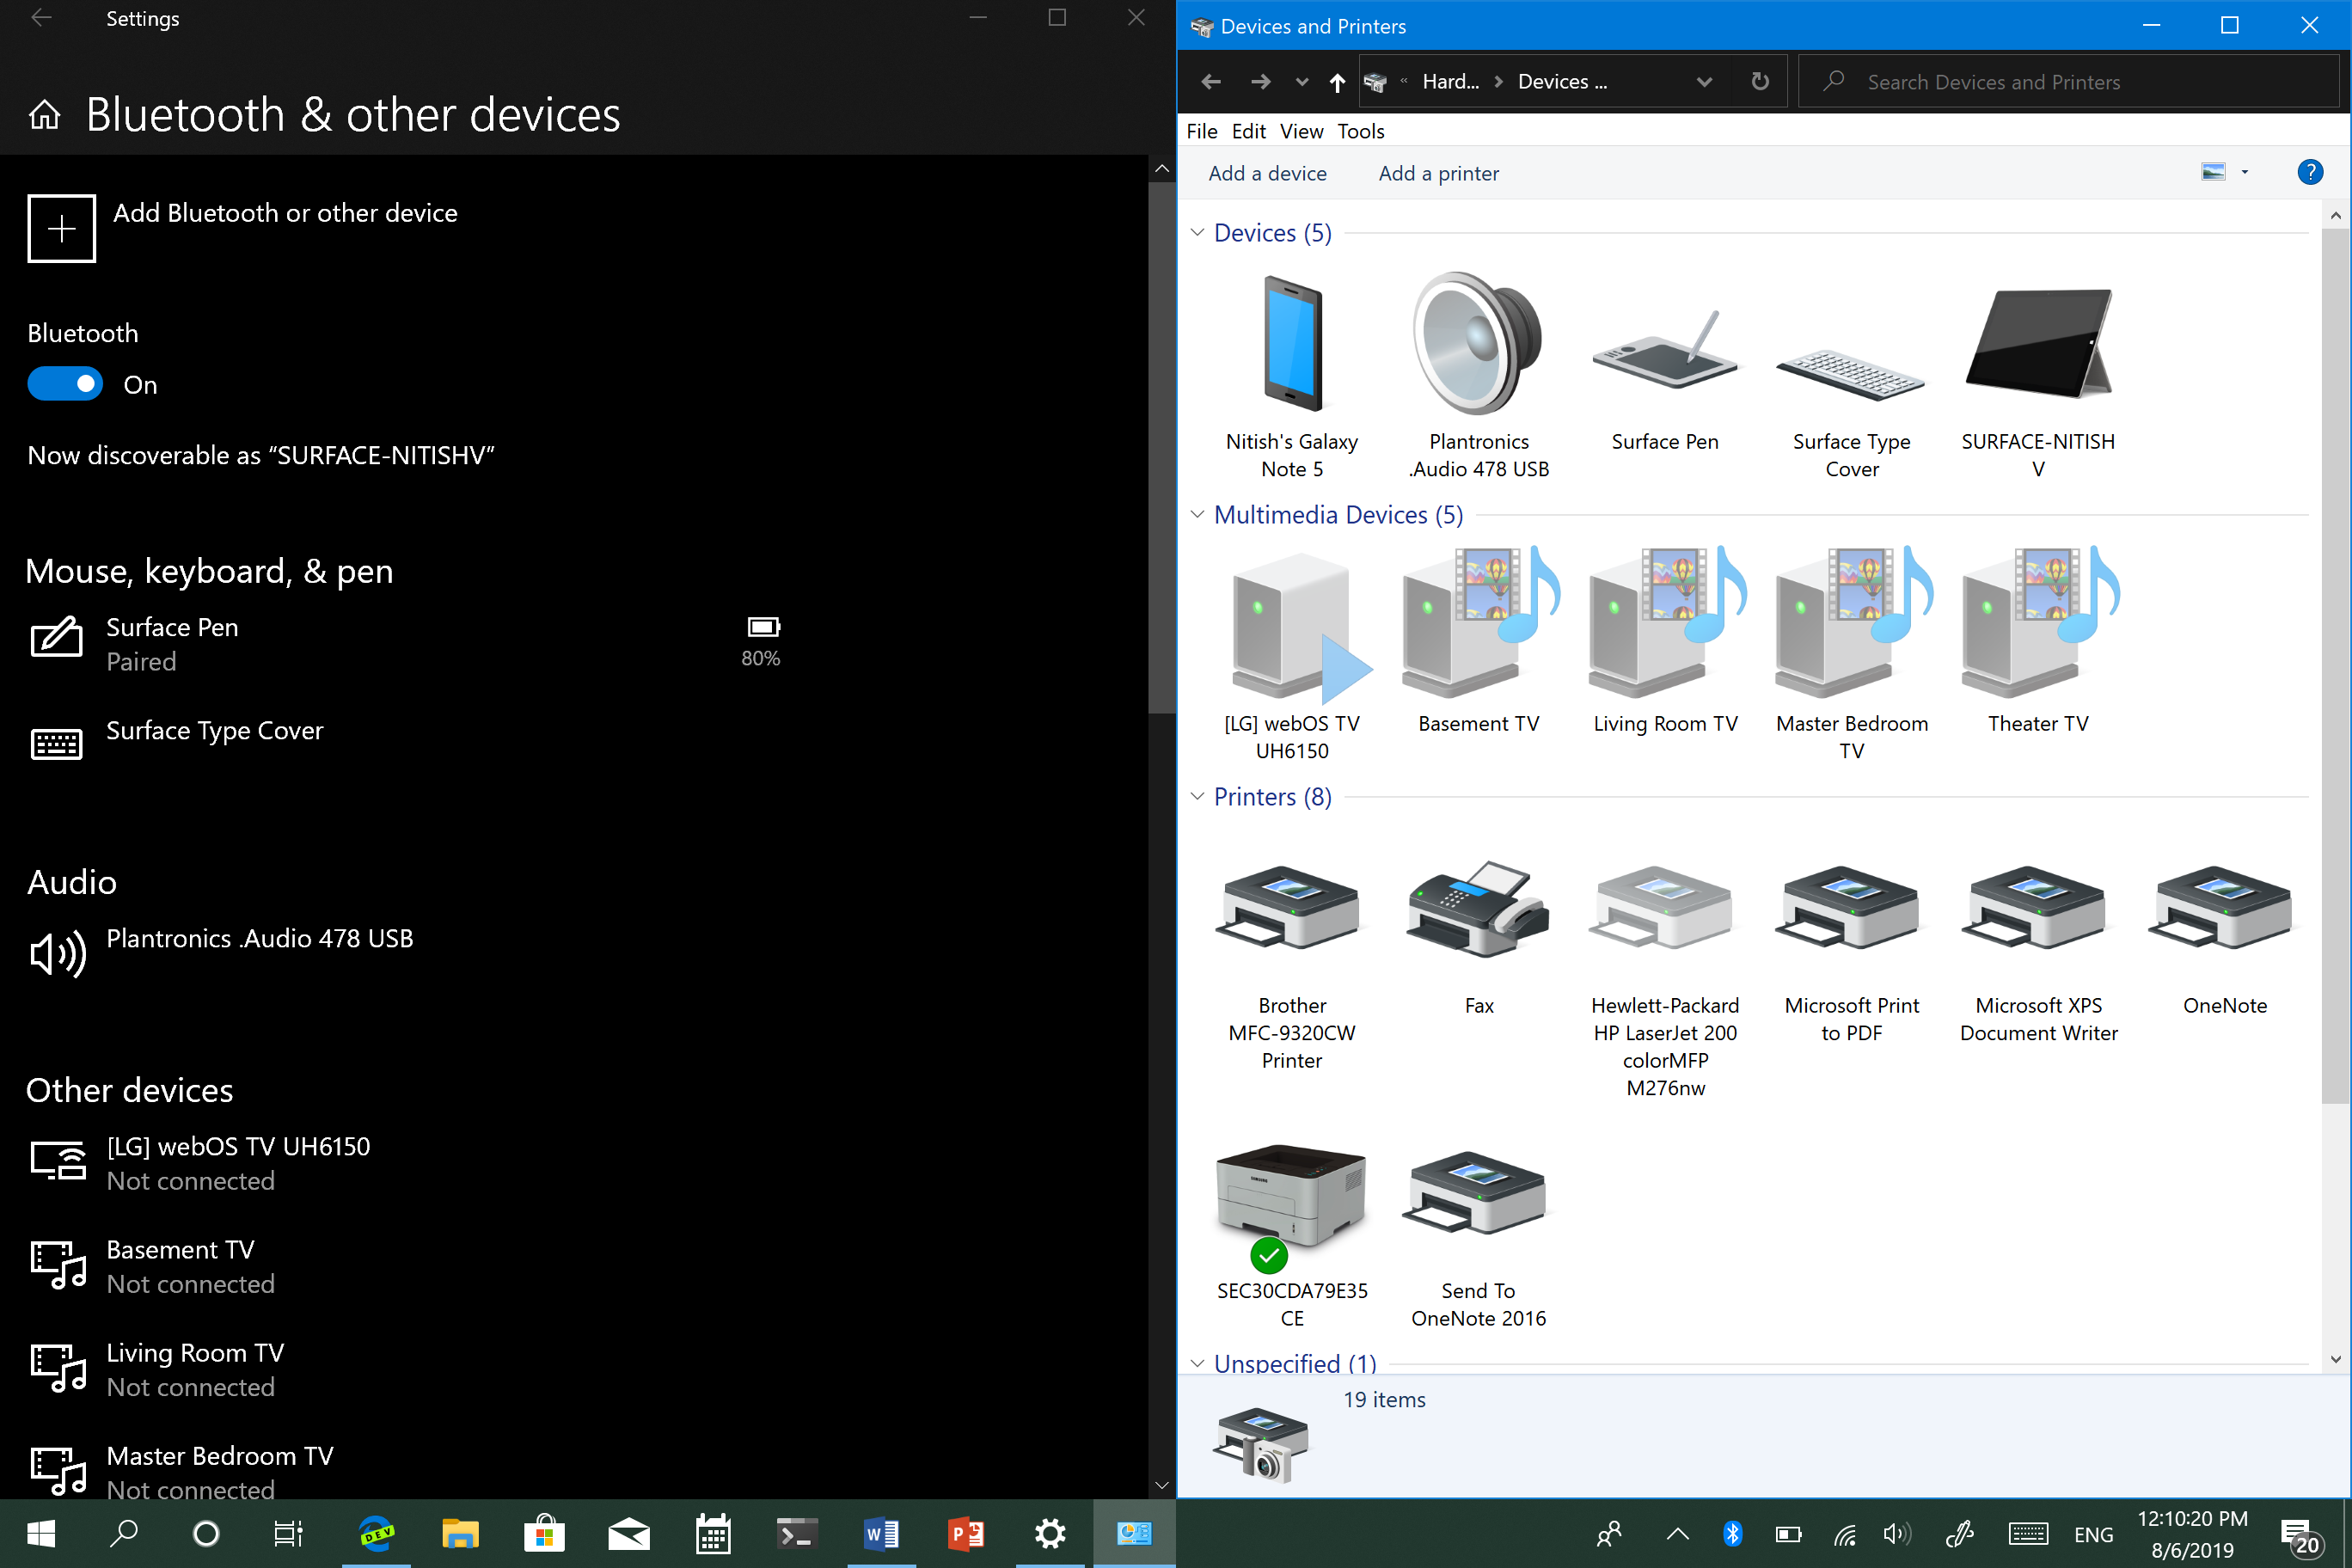 Settings
Bluetooth & other devices
Add Bluetooth or other device
Bluetooth
On
Now discoverable as “SURFACE-NITISHV”
Mouse, keyboard, & pen
Surface Pen
Paired
80%
Surface Type Cover
Audio
Plantronics .Audio 478 USB
Other devices
[LG] webOS TV UH6150
Not connected
Basement TV
Not connected
Living Room TV
Not connected
Master Bedroom TV
Not connected
Devices and Printers
« Hard... > Devices ...
Search Devices and Printers
File Edit View Tools
Add a device Add a printer
?
Devices (5)
Nitish's Galaxy
Note 5
Plantronics
.Audio 478 USB
Surface Pen
Surface Type
Cover
SURFACE-NITISH
V
Multimedia Devices (5)
[LG] webOS TV
UH6150
Basement TV
Living Room TV
Master Bedroom
TV
Theater TV
Printers (8)
Brother
MFC-9320CW
Printer
Fax
Hewlett-Packard
HP LaserJet 200
colorMFP
M276nw
Microsoft Print
to PDF
Microsoft XPS
Document Writer
OneNote
SAMSUNG
SEC30CDA79E35
CE
Send To
OneNote 2016
Unspecified (1)
19 items
DEV
W
P
ENG
12:10:20 PM
8/6/2019
20